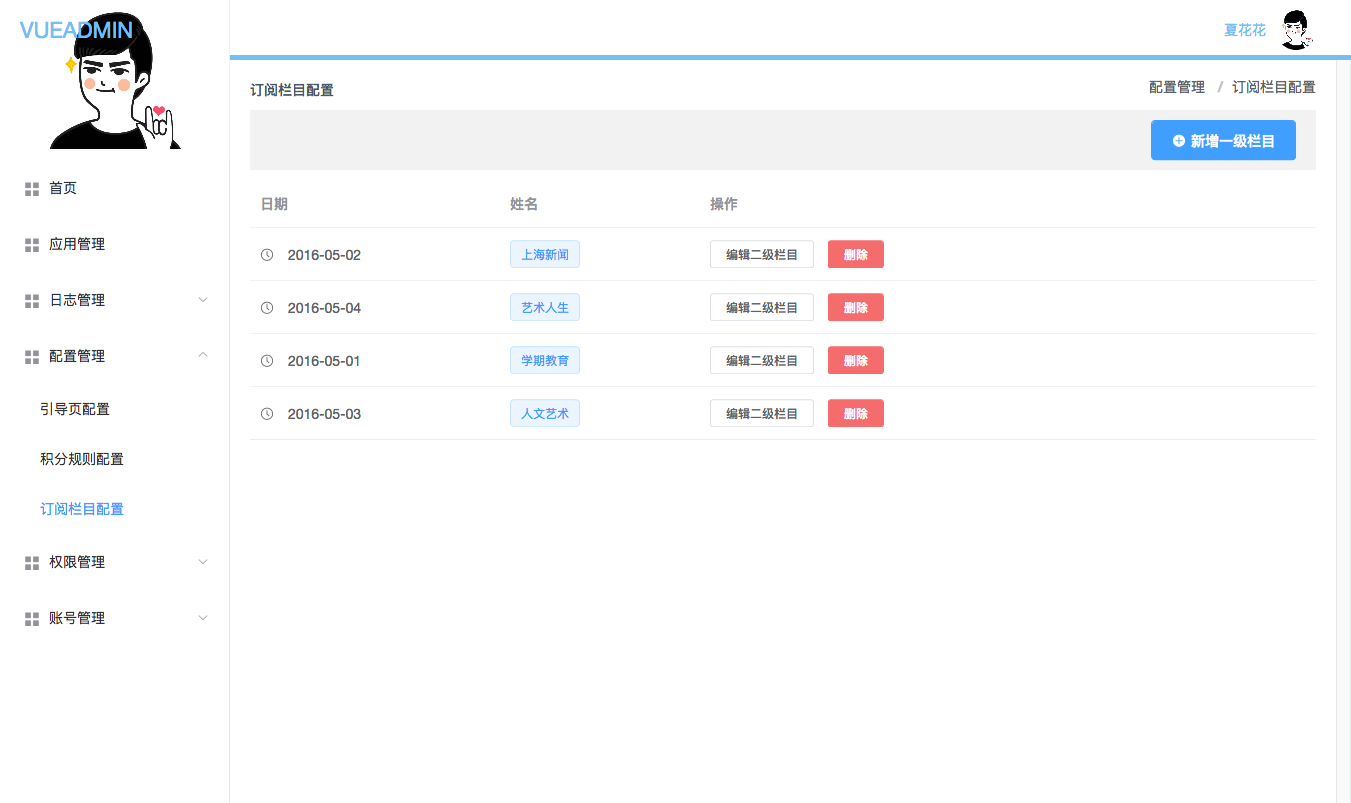 VUEADMIN
夏花花
首页
应用管理
日志管理
配置管理
引导页配置
积分规则配置
订阅栏目配置
权限管理
账号管理
订阅栏目配置
配置管理 / 订阅栏目配置
新增一级栏目
日期 姓名 操作
2016-05-02 上海新闻 编辑二级栏目 删除
2016-05-04 艺术人生 编辑二级栏目 删除
2016-05-01 学期教育 编辑二级栏目 删除
2016-05-03 人文艺术 编辑二级栏目 删除